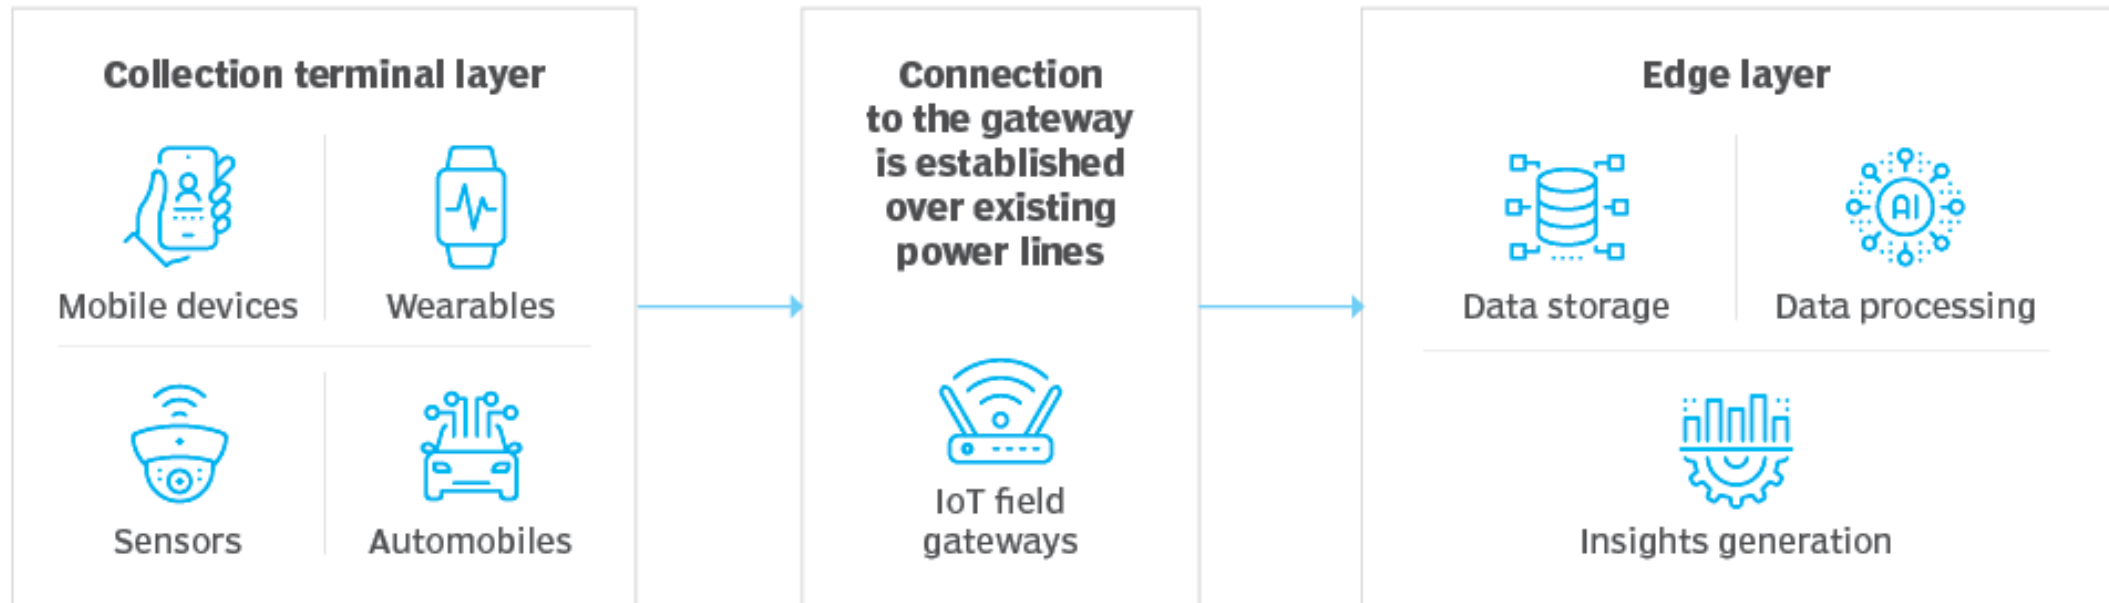 Collection terminal layer
Mobile devices
Wearables
Sensors
Automobiles
Connection
to the gateway
is established
over existing
power lines
IoT field
gateways
Edge layer
Data storage
AI
Data processing
Insights generation